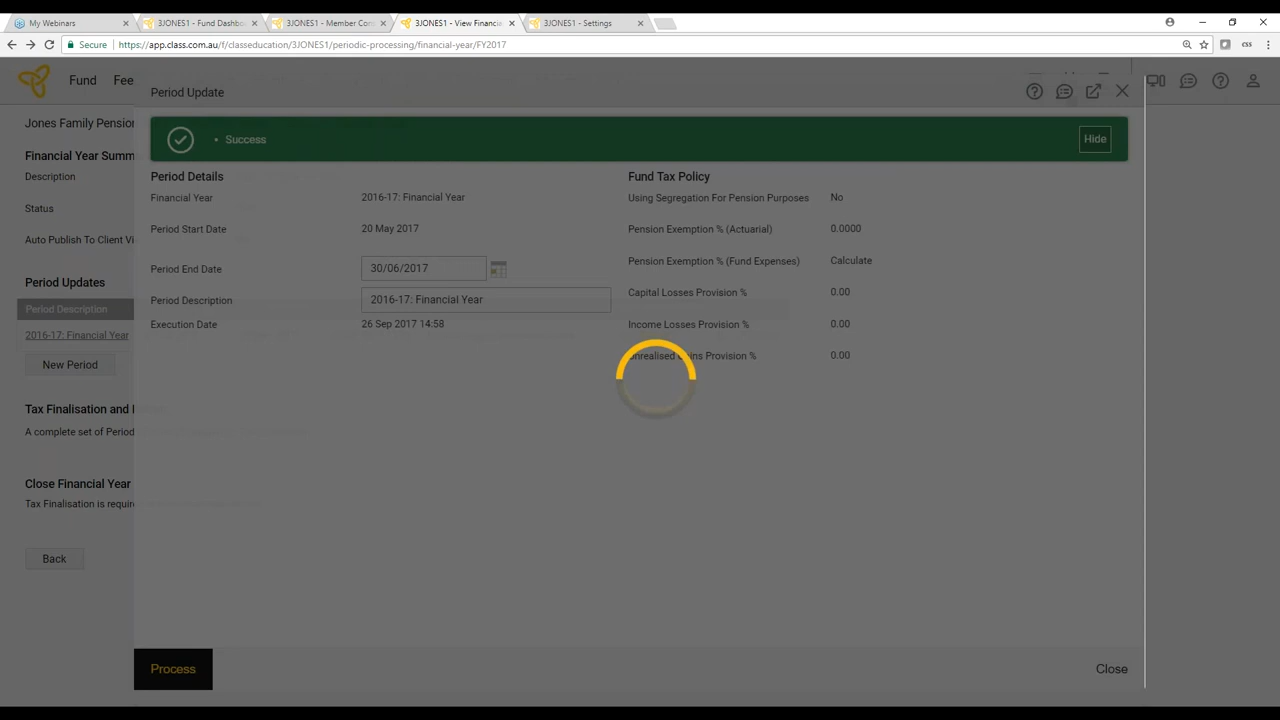 My Webinars
3JONES1 - Fund Dashbo
3JONES1 - Member Con
3JONES1 - View Financie
3JONES1 - Settings
Secure
https://app.class.com.au/f/classeducation/3JONES1/periodic-processing/financial-year/FY2017
css
Fund
Fee
Period Update
Jones Family Pension
Success
Hide
Financial Year Summ
Description
Status
Auto Publish To Client Vi
Period Updates
Period Description
2016-17: Financial Year
New Period
Tax Finalisation and
A complete set of Period
Close Financial Year
Tax Finalisation is require
Back
Period Details
Financial Year 2016-17: Financial Year
Period Start Date 20 May 2017
Period End Date 30/06/2017
Period Description 2016-17: Financial Year
Execution Date 26 Sep 2017 14:58
Fund Tax Policy
Using Segregation For Pension Purposes No
Pension Exemption % (Actuarial) 0.0000
Pension Exemption % (Fund Expenses) Calculate
Capital Losses Provision % 0.00
Income Losses Provision % 0.00
Unrealised Gains Provision % 0.00
Process
Close